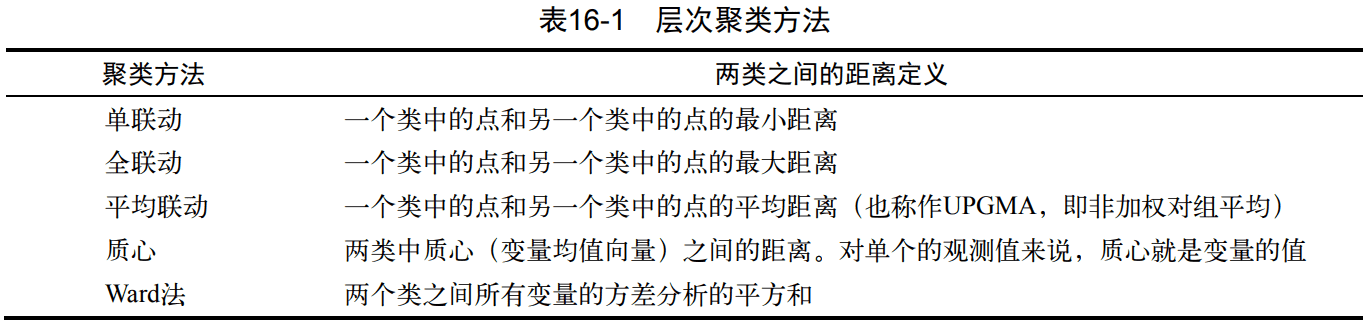 表16-1 层次聚类方法
聚类方法 两类之间的距离定义
单联动 一个类中的点和另一个类中的点的最小距离
全联动 一个类中的点和另一个类中的点的最大距离
平均联动 一个类中的点和另一个类中的点的平均距离（也称作UPGMA，即非加权对组平均）
质心 两类中质心（变量均值向量）之间的距离。对单个的观测值来说，质心就是变量的值
Ward法 两个类之间所有变量的方差分析的平方和